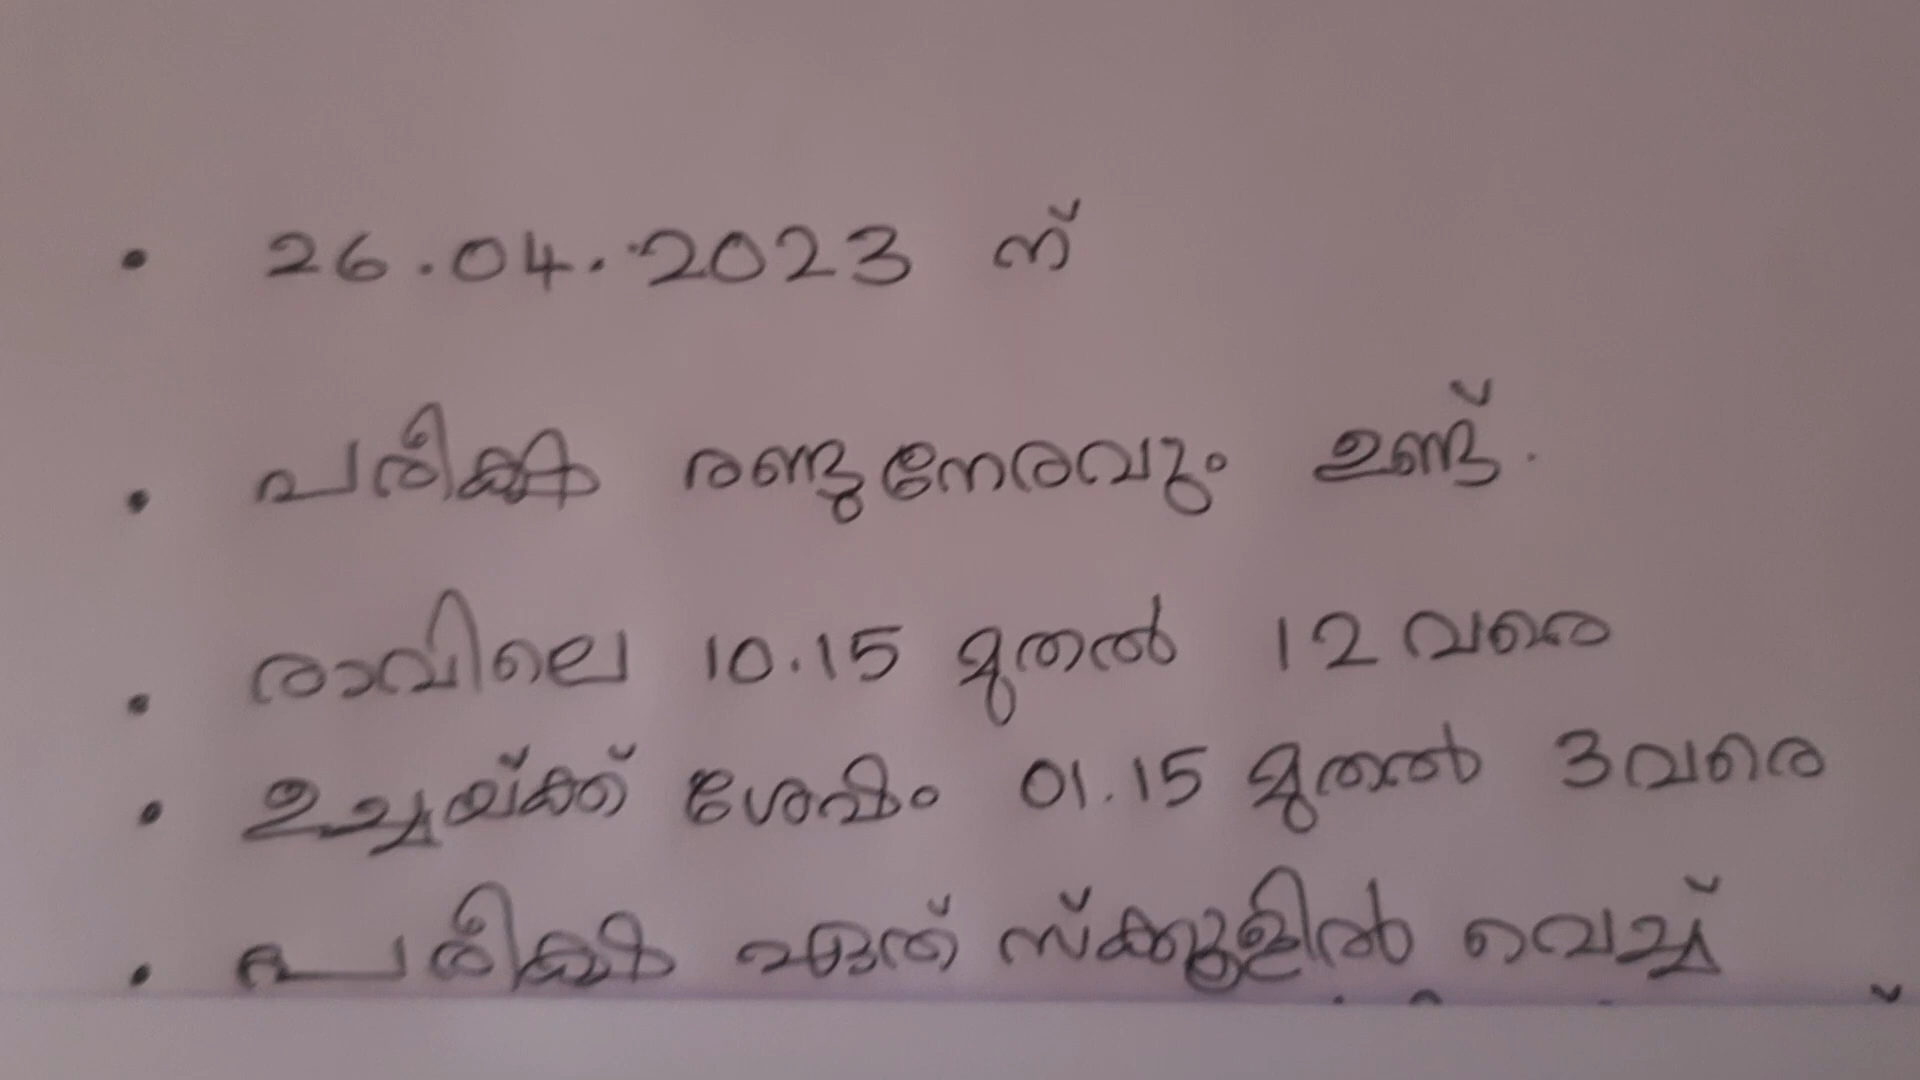 • 26.04.2023 ന്
• പരീക്ഷ രണ്ടുനേരവും ഉണ്ട്.
• രാവിലെ 10.15 മുതൽ 12 വരെ
• ഉച്ചയ്ക്ക് ശേഷം 01.15 മുതൽ 3 വരെ
• പരീക്ഷ ഏത് സ്ക്കൂളിൽ വെച്ച്